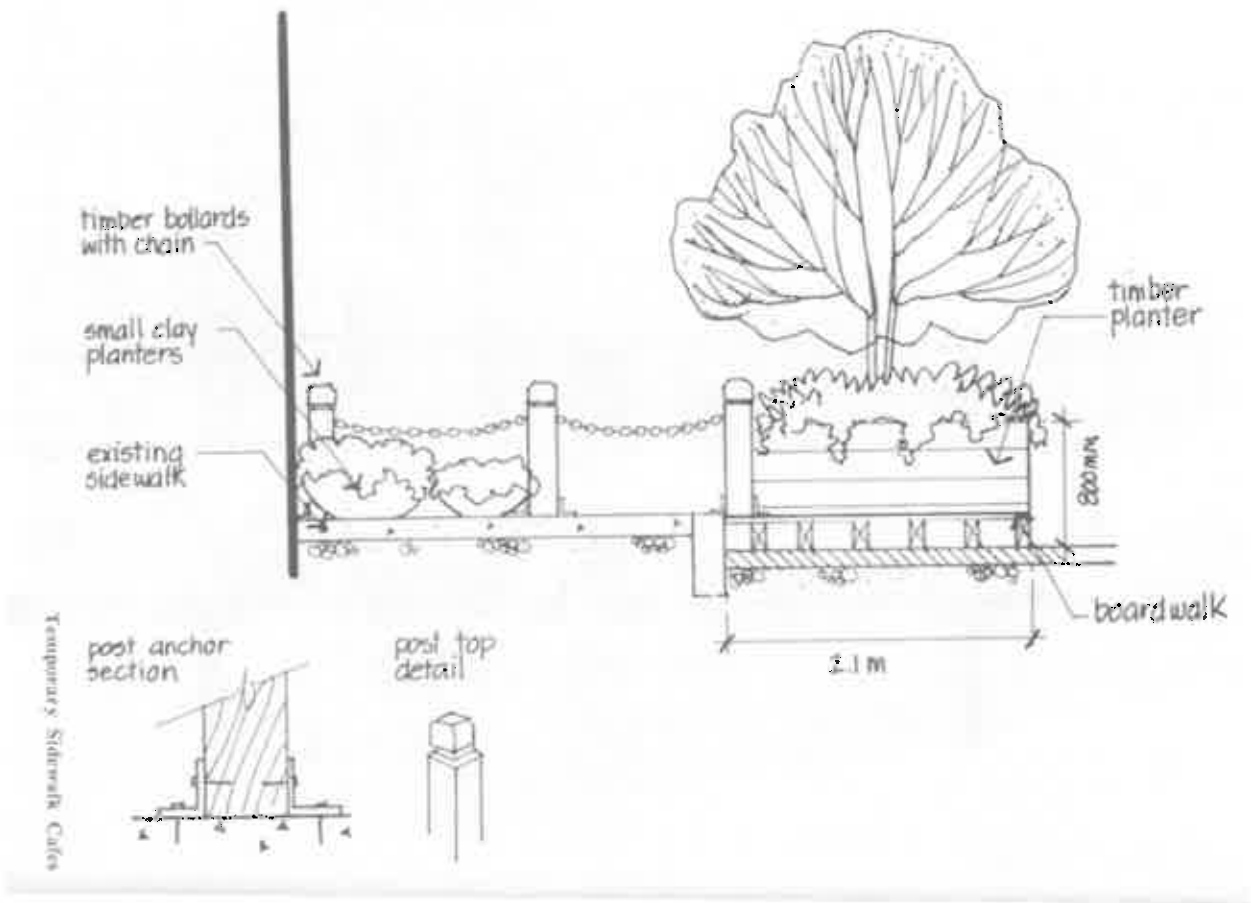 timber bollards
with chain
small clay
planters
existing
sidewalk
timber
planter
800mm
boardwalk
2.1 m
post anchor
section
post top
detail
Temporary Sidewalk Cafes